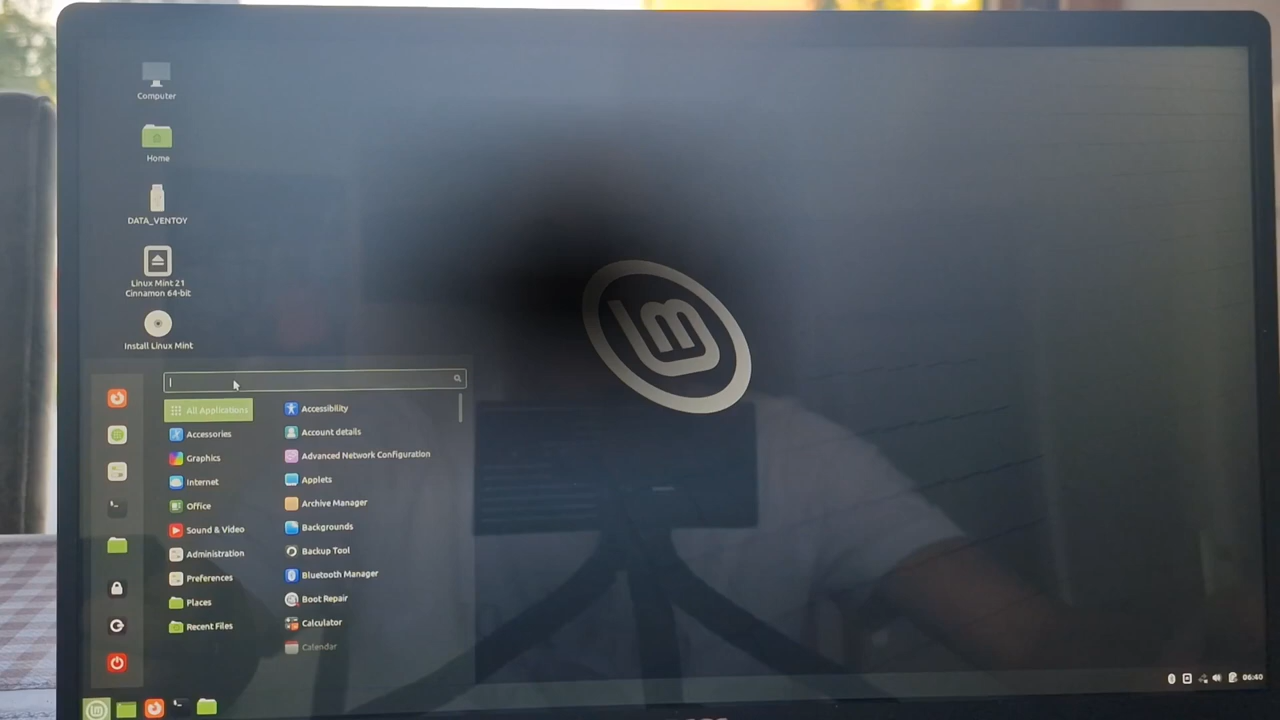 Computer
Home
DATA_VENTOY
Linux Mint 21
Cinnamon 64-bit
Install Linux Mint
All Applications
Accessories
Graphics
Internet
Office
Sound & Video
Administration
Preferences
Places
Recent Files
Accessibility
Account details
Advanced Network Configuration
Applets
Archive Manager
Backgrounds
Backup Tool
Bluetooth Manager
Boot Repair
Calculator
Calendar
lm
06:40